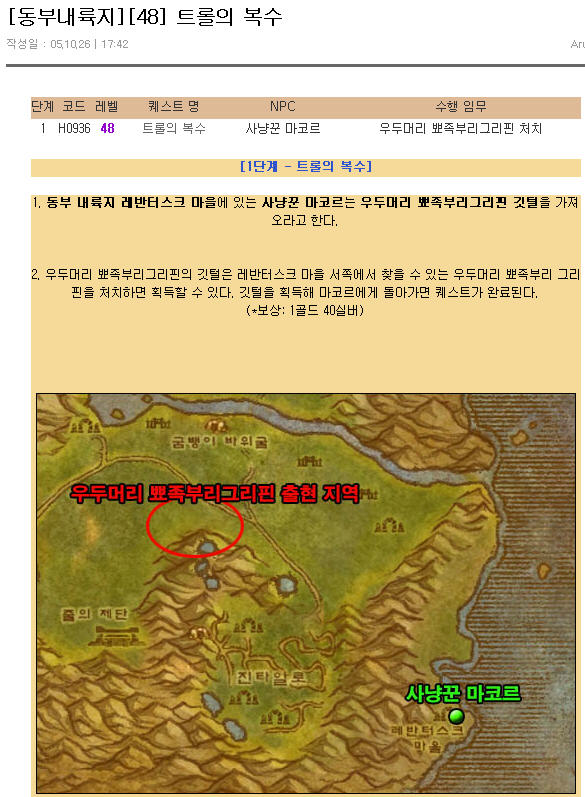 [동부내륙지][48] 트롤의 복수
작성일 : 05,10,26 | 17:42
Aru
단계 코드 레벨 퀘스트 명 NPC 수행 임무
1 H0936 48 트롤의 복수 사냥꾼 마코르 우두머리 뾰족부리그리핀 처치
[1단계 - 트롤의 복수]
1. 동부 내륙지 레반터스크 마을에 있는 사냥꾼 마코르는 우두머리 뾰족부리그리핀 깃털을 가져
오라고 한다.
2. 우두머리 뾰족부리그리핀의 깃털은 레반터스크 마을 서쪽에서 찾을 수 있는 우두머리 뾰족부리 그리
핀을 처치하면 획득할 수 있다. 깃털을 획득해 마코르에게 돌아가면 퀘스트가 완료된다.
(*보상: 1골드 40실버)
굼벵이 바위굴
우두머리 뾰족부리그리핀 출현 지역
줄의 제단
진타알로
사냥꾼 마코르
레반터스크
마을